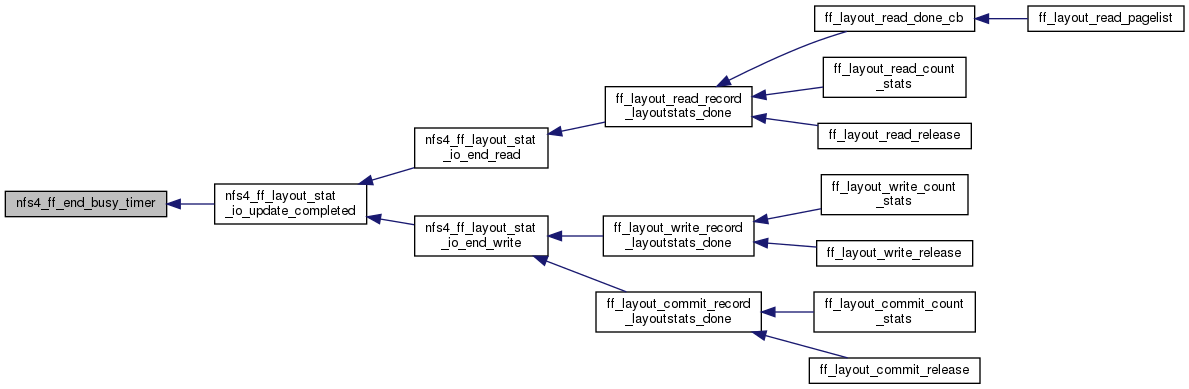 ff_layout_read_done_cb
ff_layout_read_pagelist
ff_layout_read_count
_stats
ff_layout_read_record
_layoutstats_done
ff_layout_read_release
nfs4_ff_layout_stat
_io_end_read
nfs4_ff_end_busy_timer
nfs4_ff_layout_stat
_io_update_completed
ff_layout_write_count
_stats
nfs4_ff_layout_stat
_io_end_write
ff_layout_write_record
_layoutstats_done
ff_layout_write_release
ff_layout_commit_record
_layoutstats_done
ff_layout_commit_count
_stats
ff_layout_commit_release